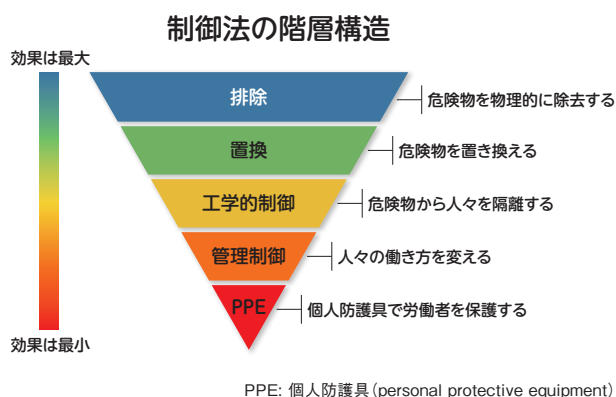 制御法の階層構造
効果は最大
排除
危険物を物理的に除去する
置換
危険物を置き換える
工学的制御
危険物から人々を隔離する
管理制御
人々の働き方を変える
PPE
個人防護具で労働者を保護する
効果は最小
PPE: 個人防護具（personal protective equipment）